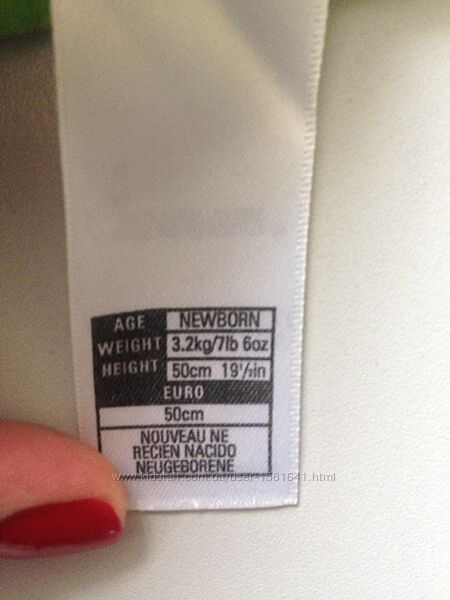 AGE NEWBORN
WEIGHT 3.2kg/7lb 6oz
HEIGHT 50cm 19½in
EURO
50cm
NOUVEAU NE
RECIEN NACIDO
NEUGEBORENE